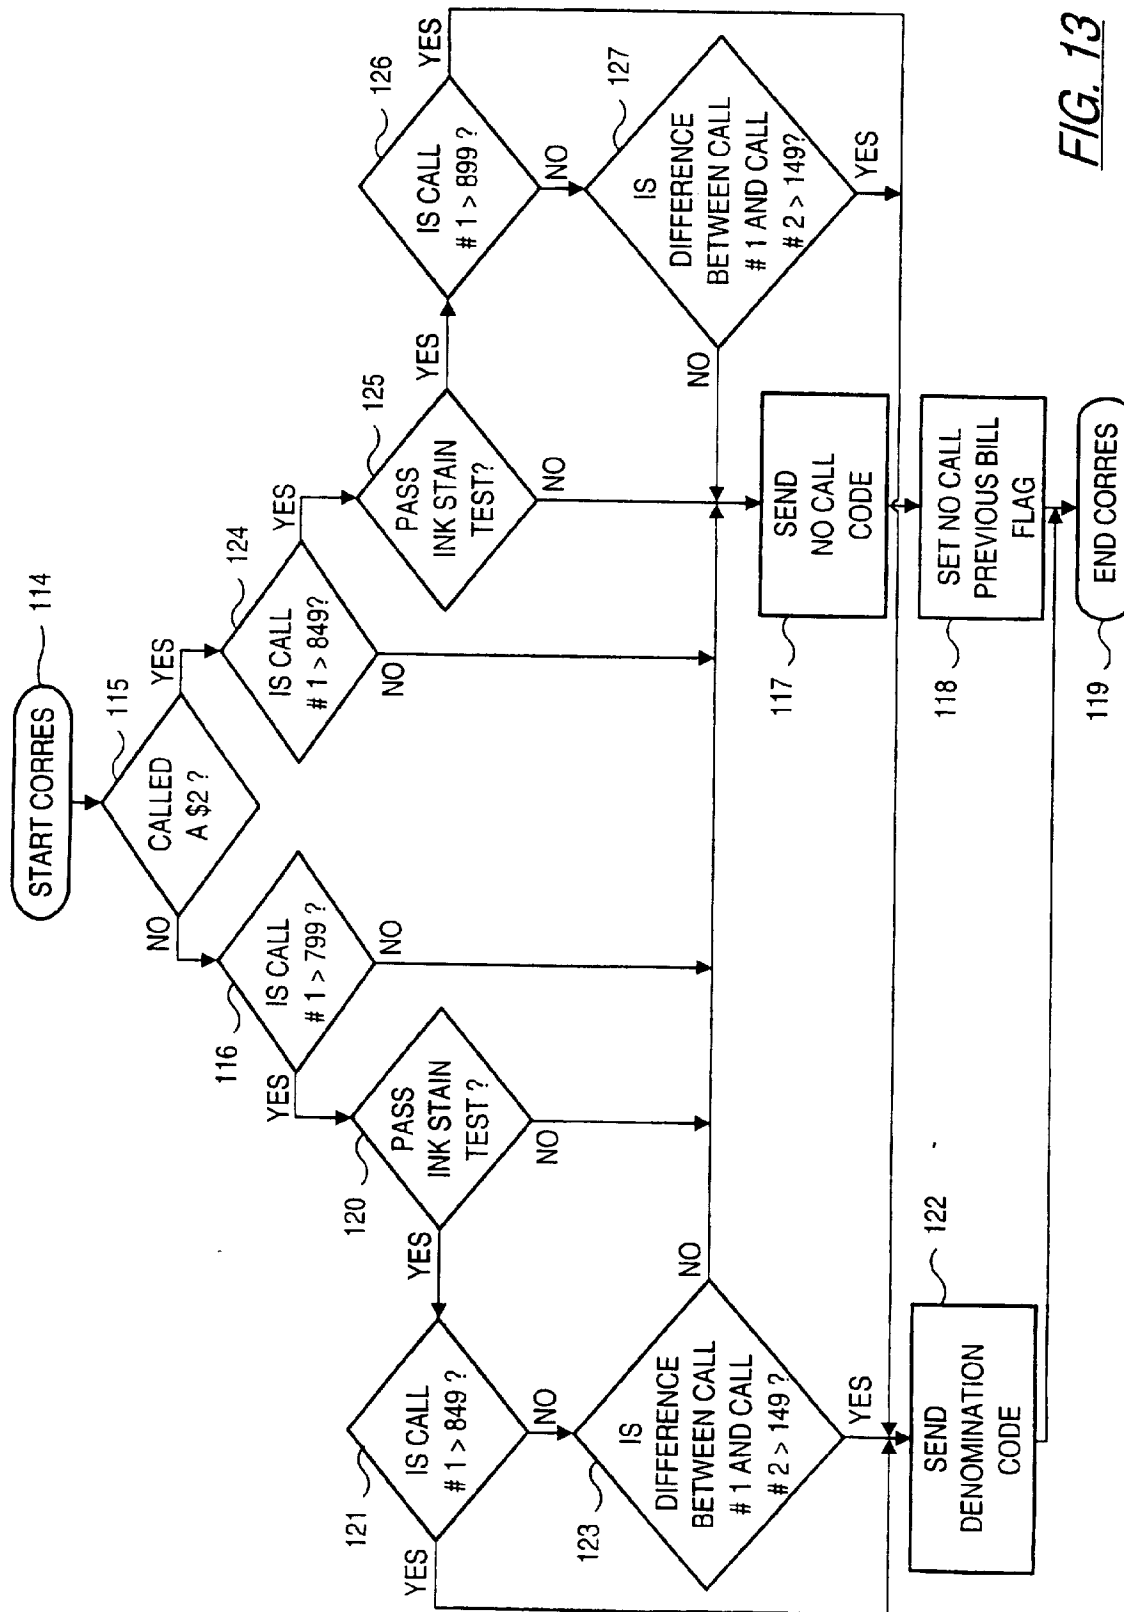 START CORRES
114
115
CALLED
A $2 ?
NO
YES
116
IS CALL
# 1 > 799 ?
YES
NO
124
IS CALL
# 1 > 849?
YES
NO
120
PASS
INK STAIN
TEST ?
YES
NO
125
PASS
INK STAIN
TEST?
YES
NO
121
IS CALL
# 1 > 849 ?
YES
NO
126
IS CALL
# 1 > 899 ?
YES
NO
123
IS
DIFFERENCE
BETWEEN CALL
# 1 AND CALL
# 2 > 149 ?
NO
YES
127
IS
DIFFERENCE
BETWEEN CALL
# 1 AND CALL
# 2 > 149?
NO
YES
117
SEND
NO CALL
CODE
122
SEND
DENOMINATION
CODE
118
SET NO CALL
PREVIOUS BILL
FLAG
119
END CORRES
FIG. 13